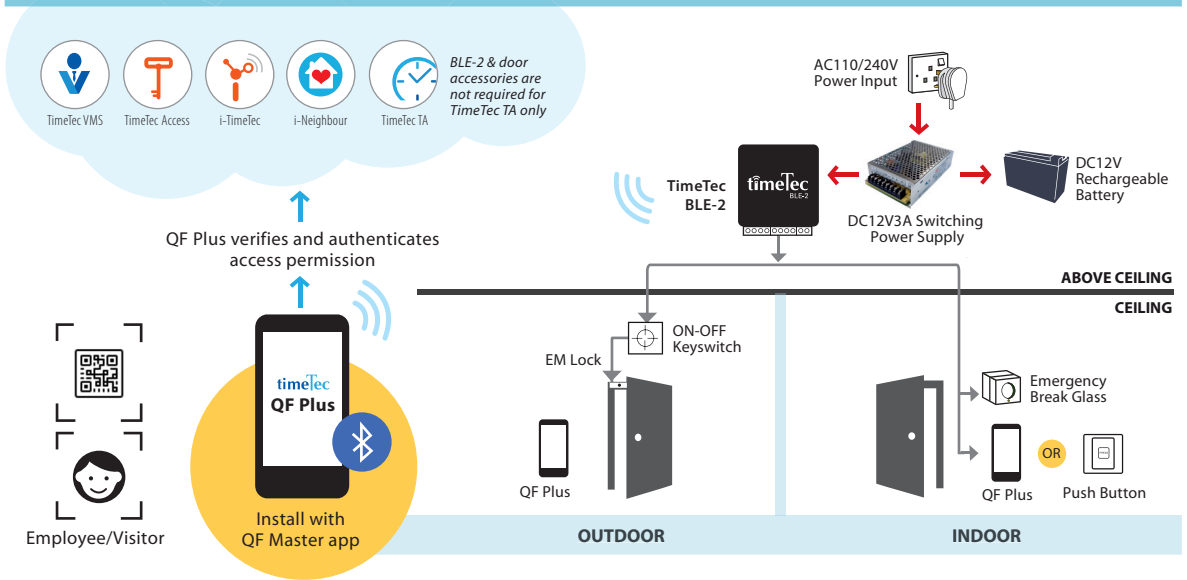 TimeTec VMS
TimeTec Access
i-TimeTec
i-Neighbour
TimeTec TA
BLE-2 & door
accessories are
not required for
TimeTec TA only
QF Plus verifies and authenticates
access permission
timeTec
QF Plus
Install with
QF Master app
Employee/Visitor
AC110/240V
Power Input
TimeTec
BLE-2
timeTec
BLE-2
DC12V3A Switching
Power Supply
DC12V
Rechargeable
Battery
ABOVE CEILING
CEILING
ON-OFF
Keyswitch
EM Lock
QF Plus
Emergency
Break Glass
QF Plus
OR
Push Button
OUTDOOR
INDOOR